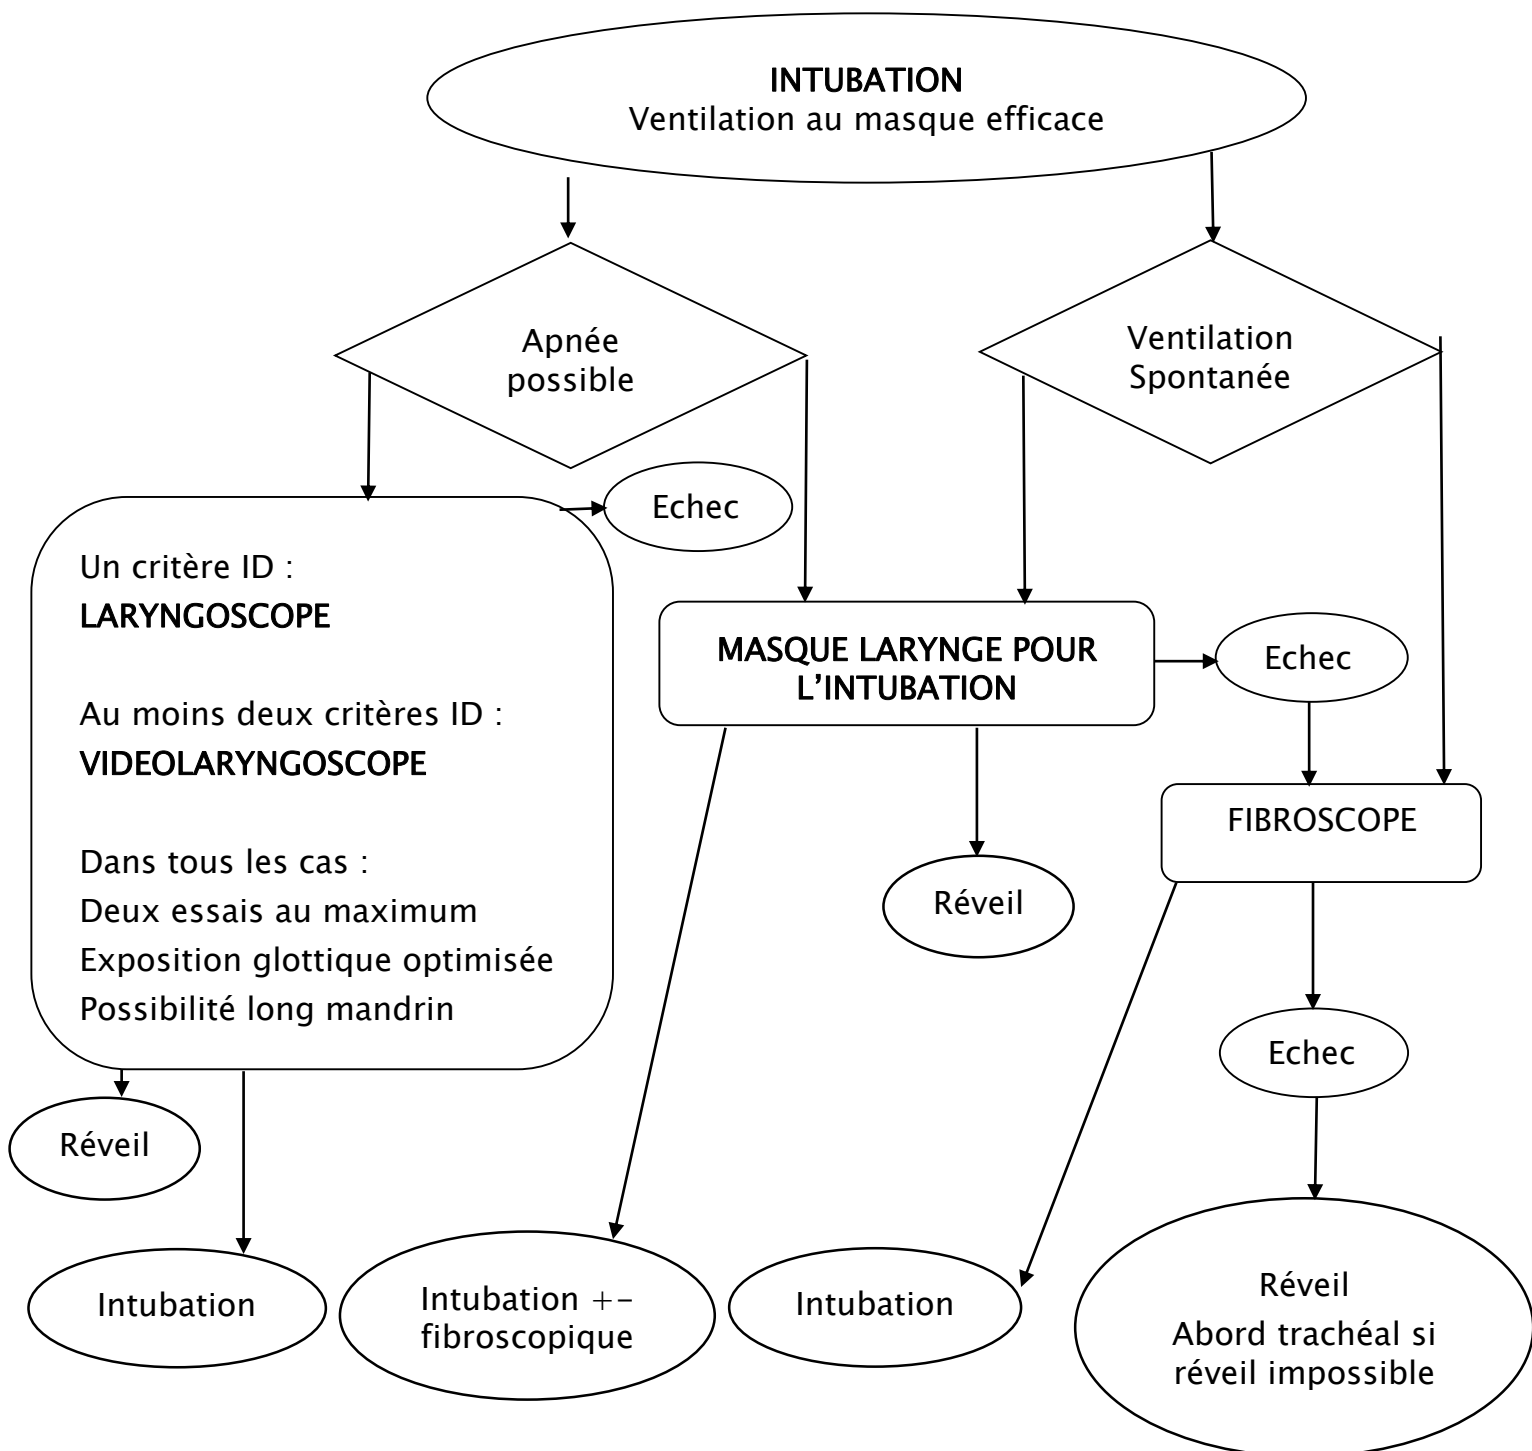 INTUBATION
Ventilation au masque efficace
Apnée
possible
Ventilation
Spontanée
Echec
Un critère ID :
LARYNGOSCOPE
Au moins deux critères ID :
VIDEOLARYNGOSCOPE
Dans tous les cas :
Deux essais au maximum
Exposition glottique optimisée
Possibilité long mandrin
MASQUE LARYNGE POUR
L’INTUBATION
Echec
FIBROSCOPE
Réveil
Echec
Réveil
Intubation
Intubation +-
fibroscopique
Intubation
Réveil
Abord trachéal si
réveil impossible